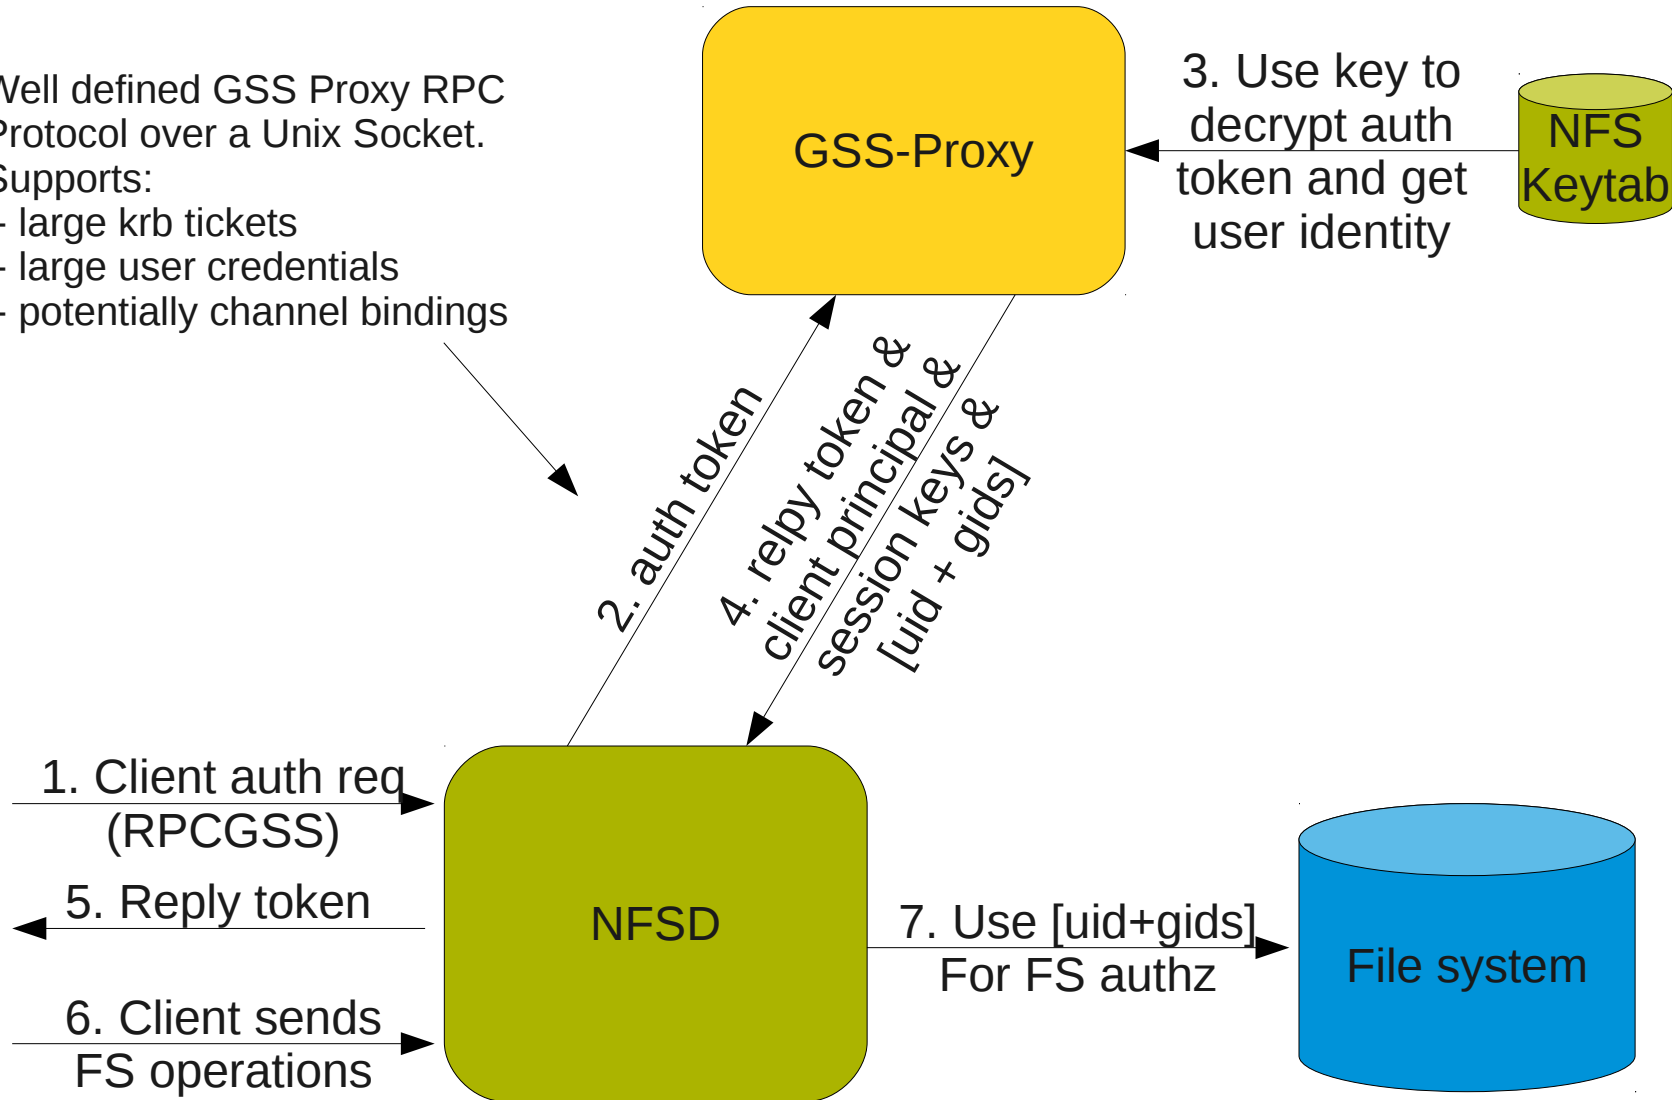 Well defined GSS Proxy RPC
Protocol over a Unix Socket.
Supports:
- large krb tickets
- large user credentials
- potentially channel bindings
GSS-Proxy
3. Use key to
decrypt auth
token and get
user identity
NFS
Keytab
2. auth token
4. relpy token &
client principal &
session keys &
[uid + gids]
1. Client auth req
(RPCGSS)
5. Reply token
6. Client sends
FS operations
NFSD
7. Use [uid+gids]
For FS authz
File system